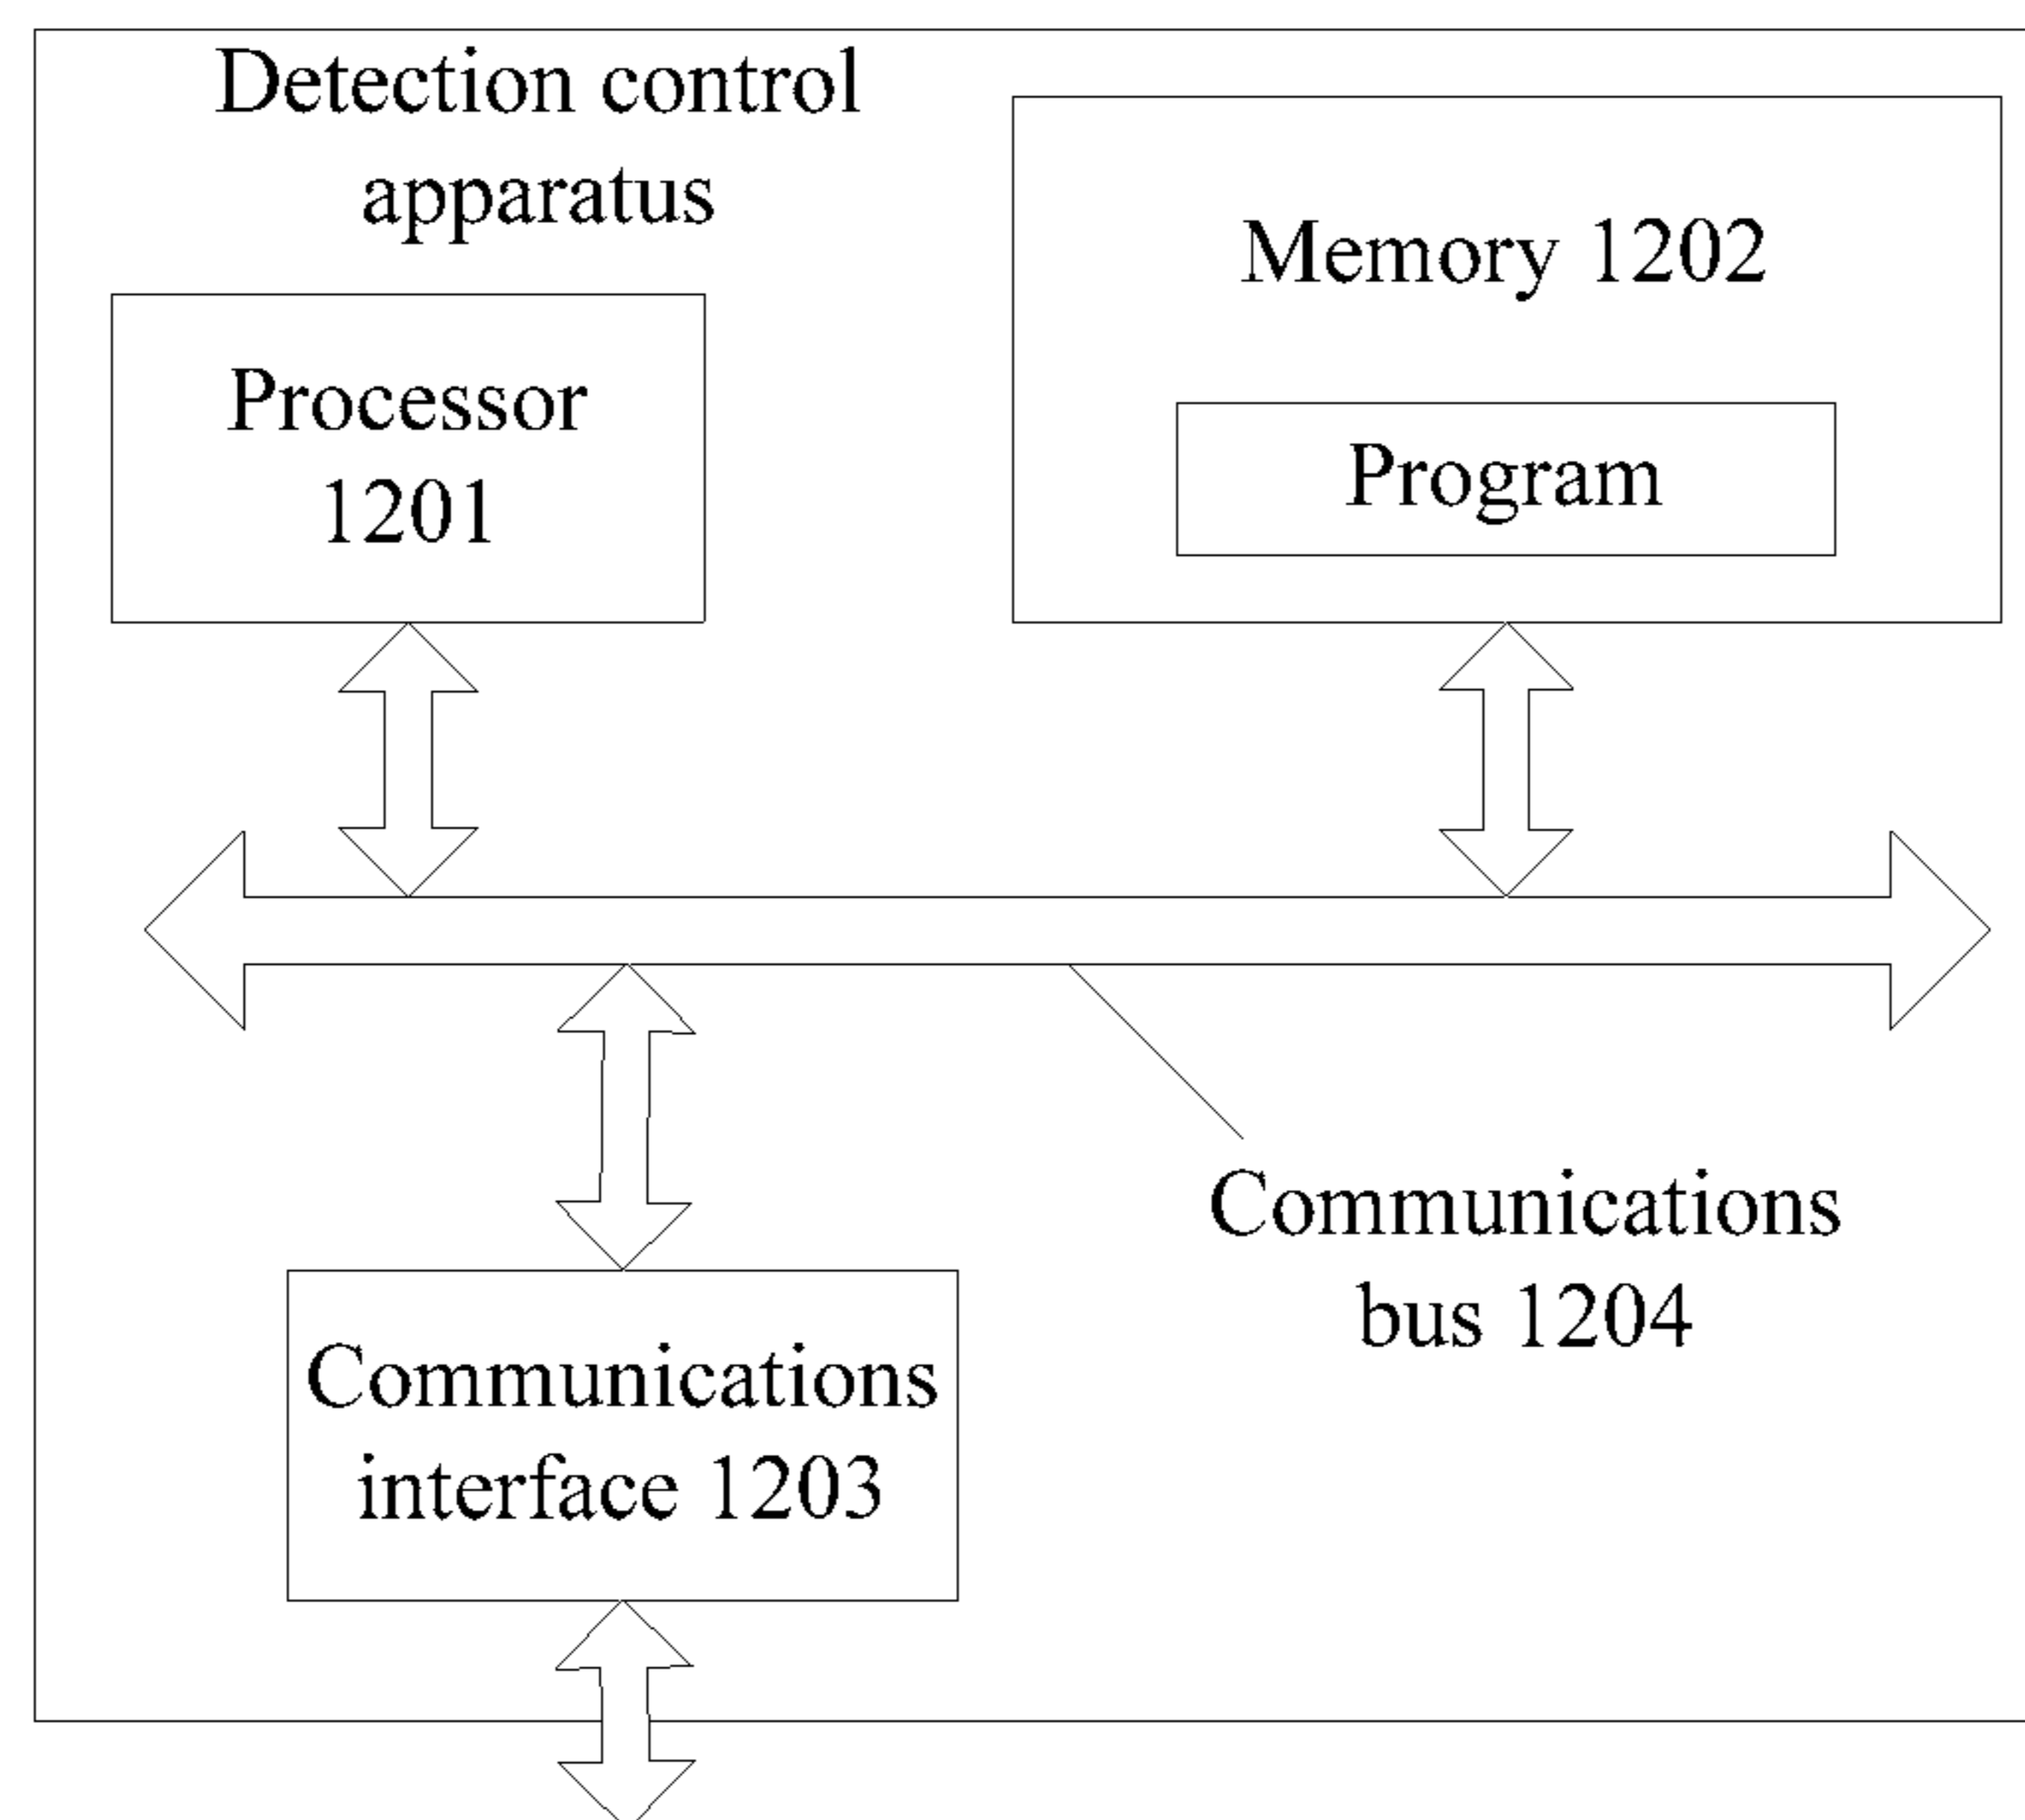 Detection control
apparatus
Memory 1202
Processor
1201
Program
Communications
bus 1204
Communications
interface 1203